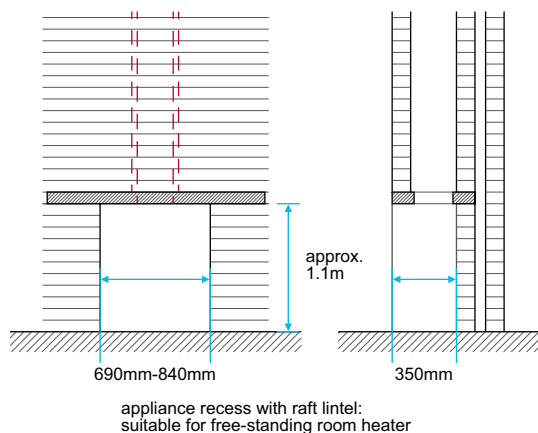 approx.
1.1m
690mm-840mm
350mm
appliance recess with raft lintel:
suitable for free-standing room heater